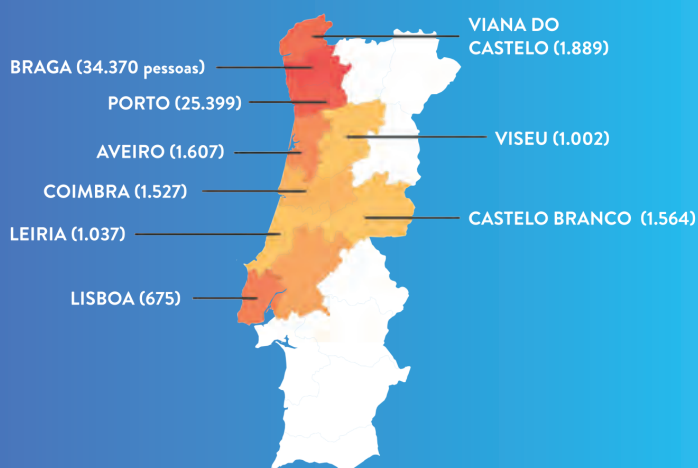 VIANA DO
CASTELO (1.889)
BRAGA (34.370 pessoas)
PORTO (25.399)
VISEU (1.002)
AVEIRO (1.607)
COIMBRA (1.527)
CASTELO BRANCO (1.564)
LEIRIA (1.037)
LISBOA (675)